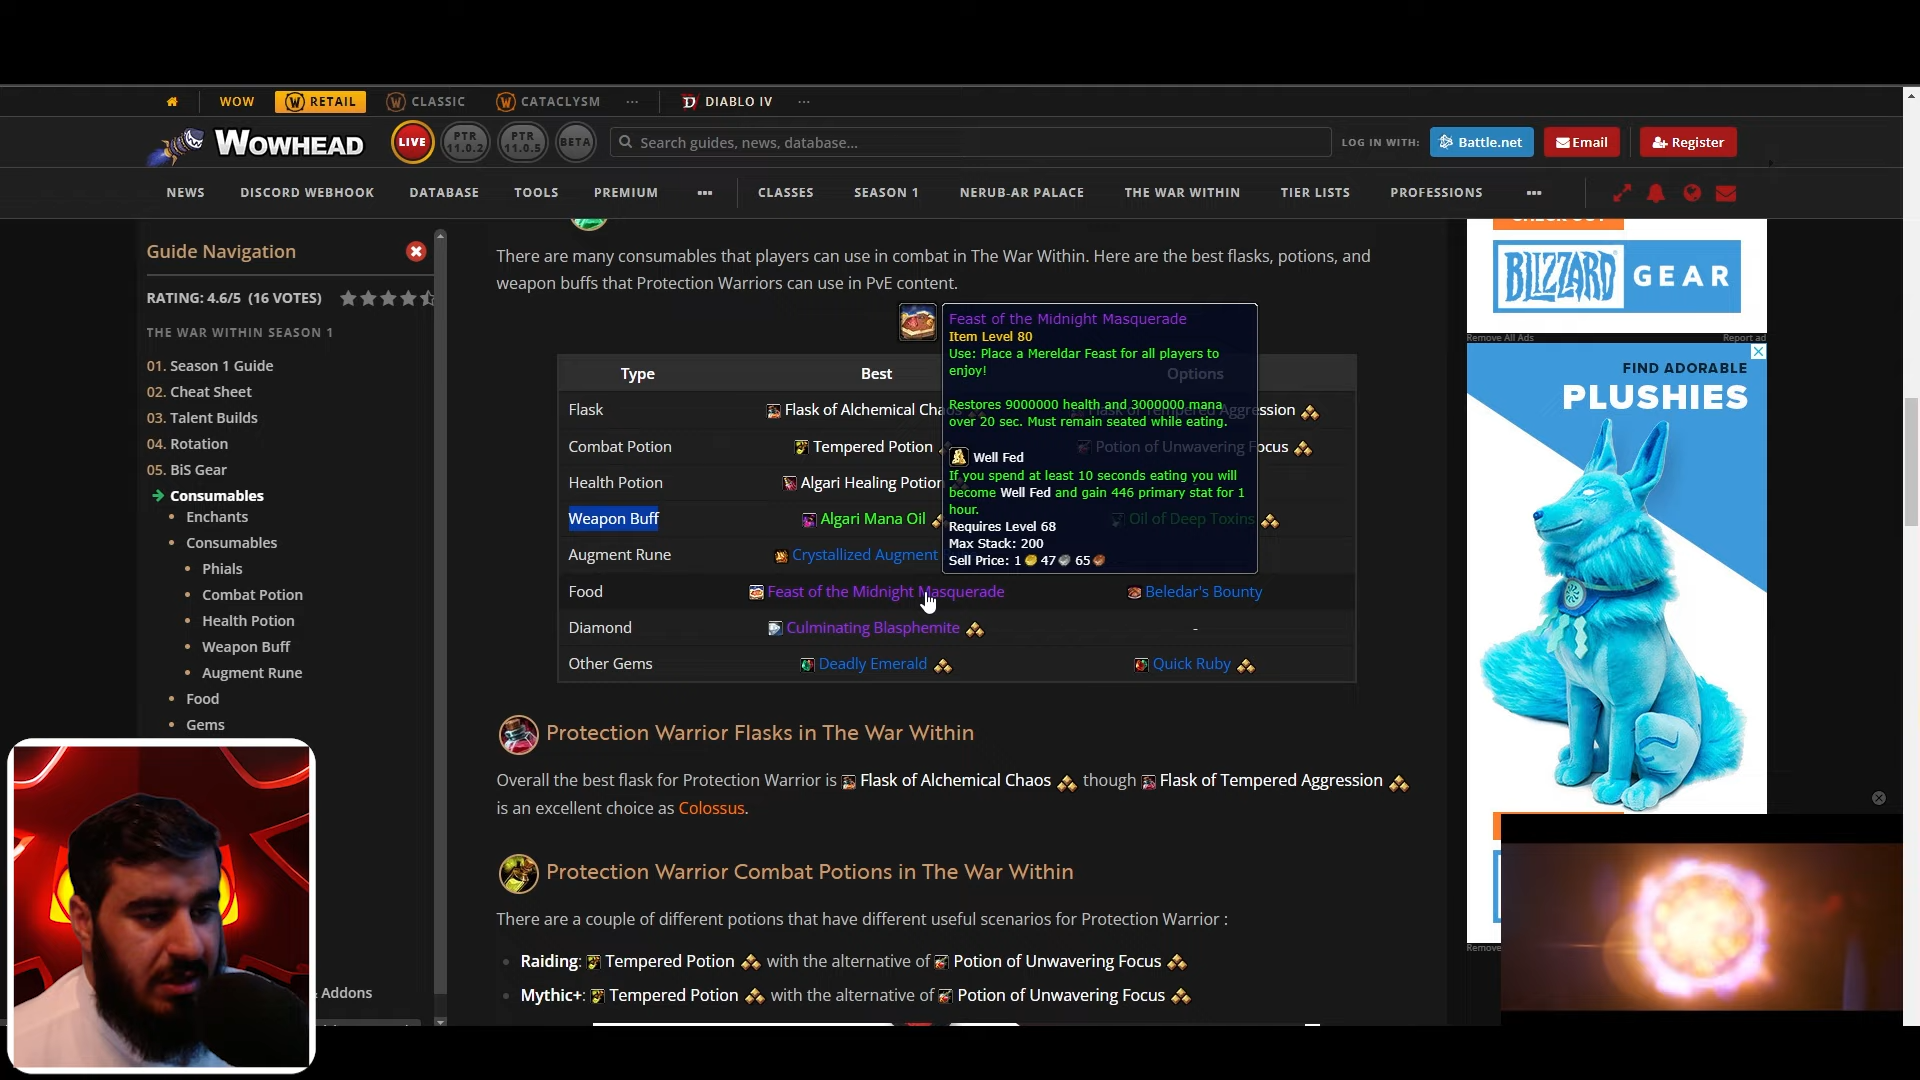 WOW
RETAIL
CLASSIC
CATACLYSM
...
DIABLO IV
...
WOWHEAD
LIVE
PTR
11.0.2
PTR
11.0.5
BETA
Search guides, news, database...
LOG IN WITH:
Battle.net
Email
Register
NEWS
DISCORD WEBHOOK
DATABASE
TOOLS
PREMIUM
...
CLASSES
SEASON 1
NERUB-AR PALACE
THE WAR WITHIN
TIER LISTS
PROFESSIONS
...
Guide Navigation
RATING: 4.6/5 (16 VOTES)
THE WAR WITHIN SEASON 1
01. Season 1 Guide
02. Cheat Sheet
03. Talent Builds
04. Rotation
05. BiS Gear
Consumables
• Enchants
• Consumables
• Phials
• Combat Potion
• Health Potion
• Weapon Buff
• Augment Rune
• Food
• Gems
Addons
There are many consumables that players can use in combat in The War Within. Here are the best flasks, potions, and
weapon buffs that Protection Warriors can use in PvE content.
Feast of the Midnight Masquerade
Item Level 80
Use: Place a Mereldar Feast for all players to
enjoy!
Restores 9000000 health and 3000000 mana
over 20 sec. Must remain seated while eating.
Well Fed
If you spend at least 10 seconds eating you will
become Well Fed and gain 446 primary stat for 1
hour.
Requires Level 68
Max Stack: 200
Sell Price: 1 47 65
Type Best Options
Flask Flask of Alchemical Chaos Flask of Tempered Aggression
Combat Potion Tempered Potion Potion of Unwavering Focus
Health Potion Algari Healing Potion
Weapon Buff Algari Mana Oil Oil of Deep Toxins
Augment Rune Crystallized Augment
Food Feast of the Midnight Masquerade Beledar's Bounty
Diamond Culminating Blasphemite -
Other Gems Deadly Emerald Quick Ruby
Protection Warrior Flasks in The War Within
Overall the best flask for Protection Warrior is Flask of Alchemical Chaos though Flask of Tempered Aggression
is an excellent choice as Colossus.
Protection Warrior Combat Potions in The War Within
There are a couple of different potions that have different useful scenarios for Protection Warrior :
• Raiding: Tempered Potion with the alternative of Potion of Unwavering Focus
• Mythic+: Tempered Potion with the alternative of Potion of Unwavering Focus
BLIZZARD GEAR
Remove All Ads
Report ad
FIND ADORABLE
PLUSHIES
Remove